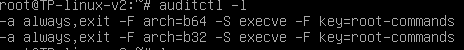 root@TP-linux-v2:~# auditctl -l
-a always,exit -F arch=b64 -S execve -F key=root-commands
-a always,exit -F arch=b32 -S execve -F key=root-commands